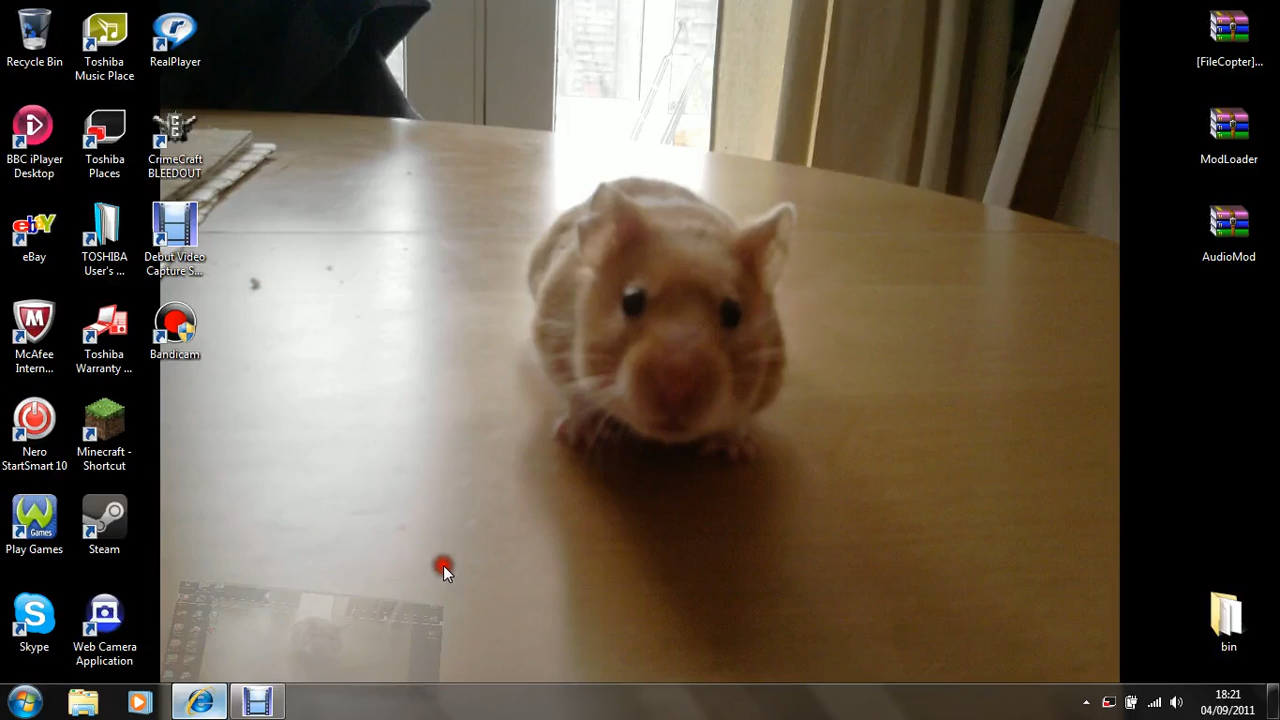 Recycle Bin
Toshiba
Music Place
RealPlayer
BBC iPlayer
Desktop
Toshiba
Places
CrimeCraft
BLEEDOUT
eBay
TOSHIBA
User's ...
Debut Video
Capture S...
McAfee
Intern...
Toshiba
Warranty ...
Bandicam
Nero
StartSmart 10
Minecraft -
Shortcut
Games
Play Games
Steam
Skype
Web Camera
Application
[FileCopter]...
ModLoader
AudioMod
bin
18:21
04/09/2011